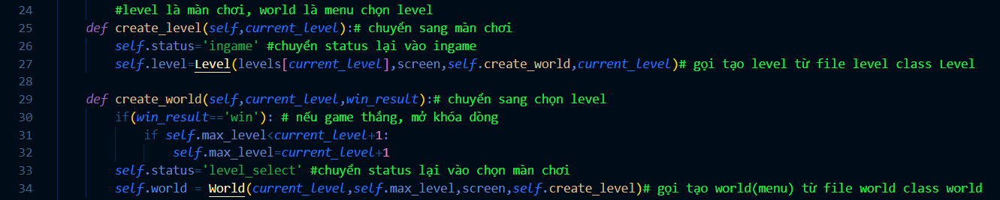 24 #level là màn chơi, world là menu chọn level
25 def create_level(self,current_level):# chuyển sang màn chơi
26 self.status='ingame' #chuyển status lại vào ingame
27 self.level=Level(levels[current_level],screen,self.create_world,current_level)# gọi tạo level từ file level class Level
28
29 def create_world(self,current_level,win_result):# chuyển sang chọn level
30 if(win_result=='win'): # nếu game thắng, mở khóa dòng
31 if self.max_level<current_level+1:
32 self.max_level=current_level+1
33 self.status='level_select' #chuyển status lại vào chọn màn chơi
34 self.world = World(current_level,self.max_level,screen,self.create_level)# gọi tạo world(menu) từ file world class world